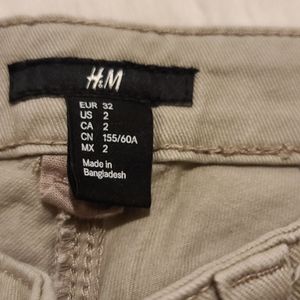 H&M
EUR 32
US 2
CA 2
CN 155/60A
MX 2
Made in
Bangladesh